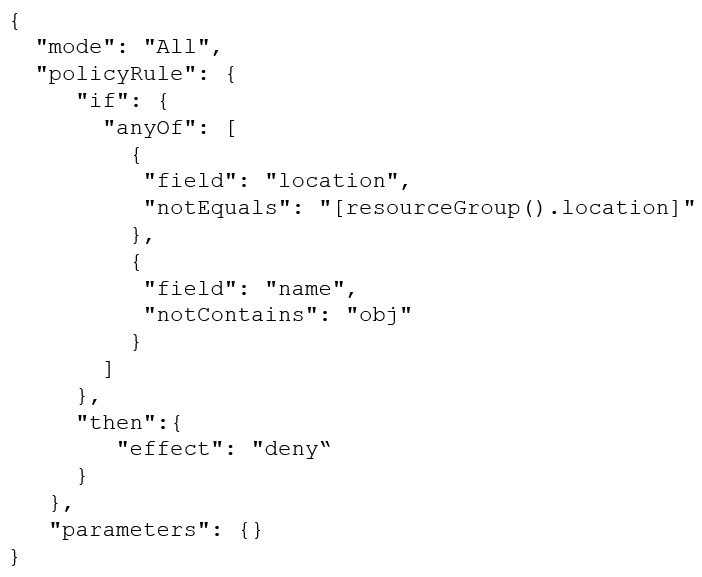 {
  "mode": "All",
  "policyRule": {
     "if": {
       "anyOf": [
         {
          "field": "location",
          "notEquals": "[resourceGroup().location]"
         },
         {
          "field": "name",
          "notContains": "obj"
         }
       ]
     },
     "then":{
        "effect": "deny“
     }
   },
   "parameters": {}
}